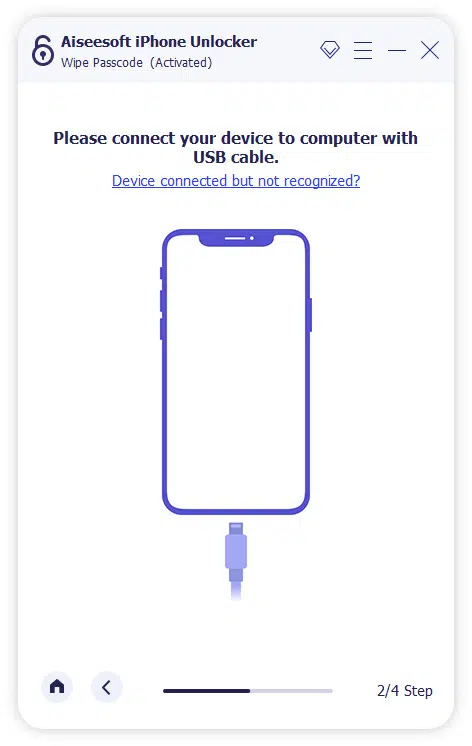 Aiseesoft iPhone Unlocker
Wipe Passcode  (Activated)
Please connect your device to computer with
USB cable.
Device connected but not recognized?
2/4 Step